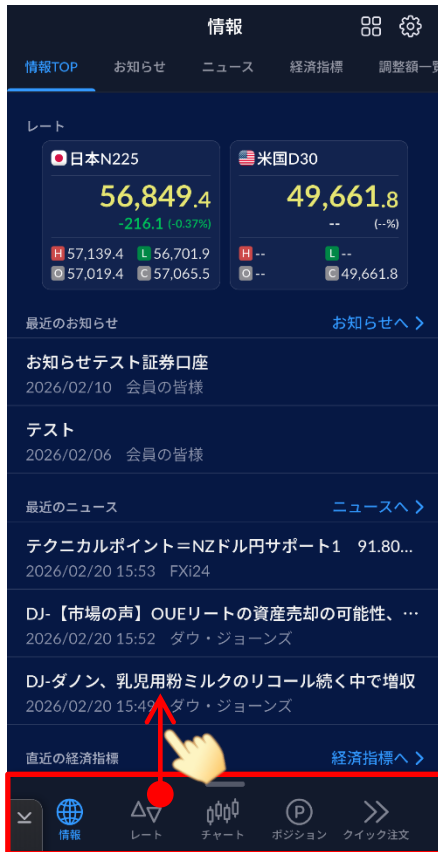 情報
情報TOP お知らせ ニュース 経済指標 調整額一
レート
日本N225
56,849.4
-216.1 (-0.37%)
H 57,139.4 L 56,701.9
O 57,019.4 C 57,065.5
米国D30
49,661.8
-- (--%)
H -- L --
O -- C 49,661.8
最近のお知らせ お知らせへ
お知らせテスト証券口座
2026/02/10 会員の皆様
テスト
2026/02/06 会員の皆様
最近のニュース ニュースへ
テクニカルポイント＝NZドル円サポート1 91.80...
2026/02/20 15:53 FXi24
DJ-【市場の声】OUEリートの資産売却の可能性、…
2026/02/20 15:52 ダウ・ジョーンズ
DJ-ダノン、乳児用粉ミルクのリコール続く中で増収
2026/02/20 15:49 ダウ・ジョーンズ
直近の経済指標 経済指標へ
情報 レート チャート P ポジション クイック注文